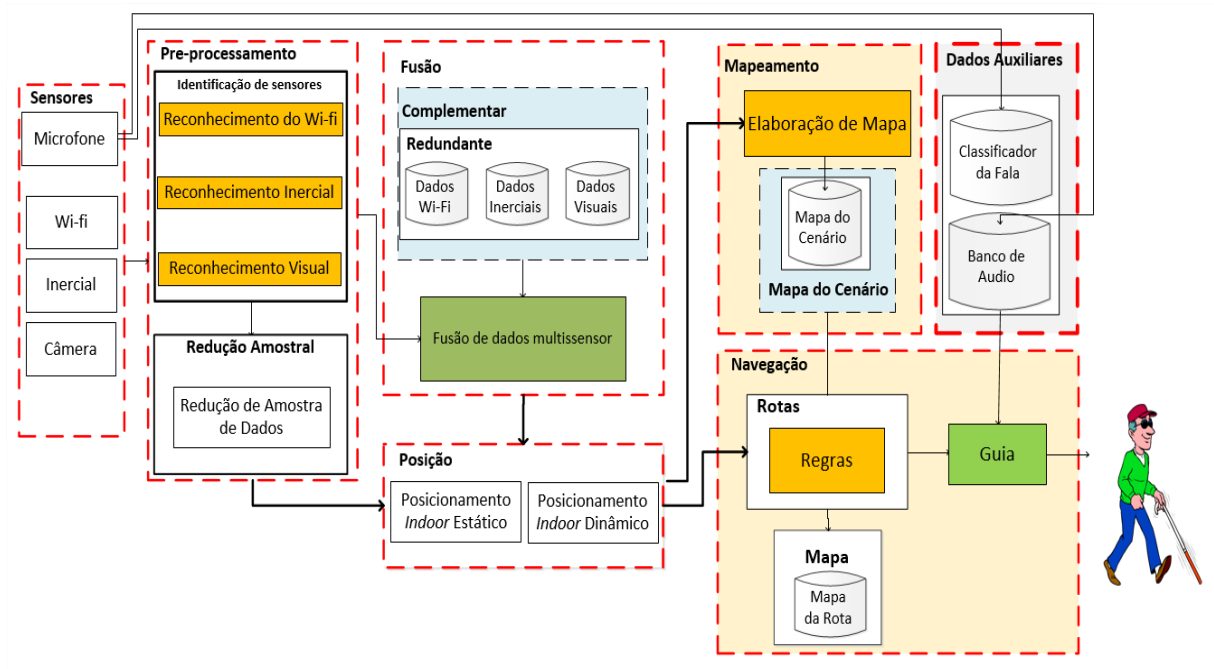 Sensores
Microfone
Wi-fi
Inercial
Câmera
Pre-processamento
Identificação de sensores
Reconhecimento do Wi-fi
Reconhecimento Inercial
Reconhecimento Visual
Redução Amostral
Redução de Amostra
de Dados
Fusão
Complementar
Redundante
Dados
Wi-Fi
Dados
Inerciais
Dados
Visuais
Fusão de dados multissensor
Posição
Posicionamento
Indoor Estático
Posicionamento
Indoor Dinâmico
Mapeamento
Elaboração de Mapa
Mapa do
Cenário
Mapa do Cenário
Dados Auxiliares
Classificador
da Fala
Banco de
Audio
Navegação
Rotas
Regras
Guia
Mapa
Mapa
da Rota